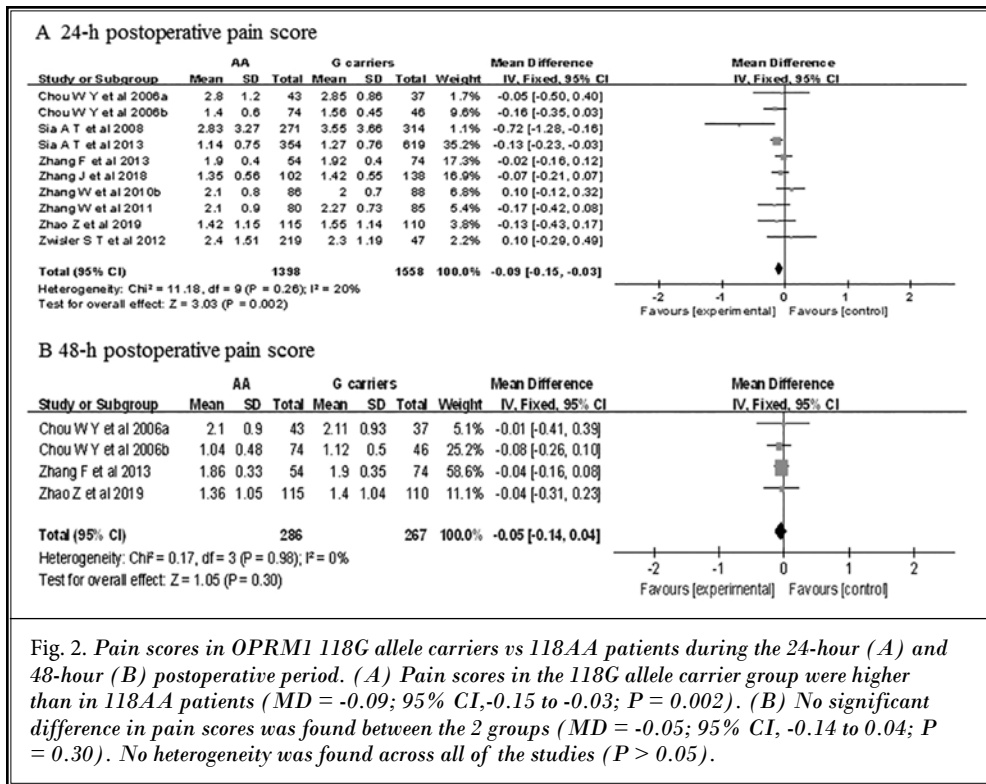 A 24-h postoperative pain score
AA G carriers Mean Difference Mean Difference
Study or Subgroup Mean SD Total Mean SD Total Weight IV, Fixed, 95% CI IV, Fixed, 95% CI
Chou W Y et al 2006a 2.8 1.2 43 2.85 0.86 37 1.7% -0.05 [-0.50, 0.40]
Chou W Y et al 2006b 1.4 0.6 74 1.56 0.45 46 9.6% -0.16 [-0.35, 0.03]
Sia A T et al 2008 2.83 3.27 271 3.55 3.66 314 1.1% -0.72 [-1.28, -0.16]
Sia A T et al 2013 1.14 0.75 354 1.27 0.76 619 35.2% -0.13 [-0.23, -0.03]
Zhang F et al 2013 1.9 0.4 54 1.92 0.4 74 17.3% -0.02 [-0.16, 0.12]
Zhang J et al 2018 1.35 0.56 102 1.42 0.55 138 16.9% -0.07 [-0.21, 0.07]
Zhang W et al 2010b 2.1 0.8 86 2 0.7 88 6.8% 0.10 [-0.12, 0.32]
Zhang W et al 2011 2.1 0.9 80 2.27 0.73 85 5.4% -0.17 [-0.42, 0.08]
Zhao Z et al 2019 1.42 1.15 115 1.55 1.14 110 3.8% -0.13 [-0.43, 0.17]
Zwisler S T et al 2012 2.4 1.51 219 2.3 1.19 47 2.2% 0.10 [-0.29, 0.49]
Total (95% CI) 1398 1558 100.0% -0.09 [-0.15, -0.03]
Heterogeneity: Chi² = 11.18, df = 9 (P = 0.26); I² = 20%
Test for overall effect: Z = 3.03 (P = 0.002)
-2 -1 0 1 2
Favours [experimental] Favours [control]
B 48-h postoperative pain score
AA G carriers Mean Difference Mean Difference
Study or Subgroup Mean SD Total Mean SD Total Weight IV, Fixed, 95% CI IV, Fixed, 95% CI
Chou W Y et al 2006a 2.1 0.9 43 2.11 0.93 37 5.1% -0.01 [-0.41, 0.39]
Chou W Y et al 2006b 1.04 0.48 74 1.12 0.5 46 25.2% -0.08 [-0.26, 0.10]
Zhang F et al 2013 1.86 0.33 54 1.9 0.35 74 58.6% -0.04 [-0.16, 0.08]
Zhao Z et al 2019 1.36 1.05 115 1.4 1.04 110 11.1% -0.04 [-0.31, 0.23]
Total (95% CI) 286 267 100.0% -0.05 [-0.14, 0.04]
Heterogeneity: Chi² = 0.17, df = 3 (P = 0.98); I² = 0%
Test for overall effect: Z = 1.05 (P = 0.30)
-2 -1 0 1 2
Favours [experimental] Favours [control]
Fig. 2. Pain scores in OPRM1 118G allele carriers vs 118AA patients during the 24-hour (A) and
48-hour (B) postoperative period. (A) Pain scores in the 118G allele carrier group were higher
than in 118AA patients (MD = -0.09; 95% CI,-0.15 to -0.03; P = 0.002). (B) No significant
difference in pain scores was found between the 2 groups (MD = -0.05; 95% CI, -0.14 to 0.04; P
= 0.30). No heterogeneity was found across all of the studies (P > 0.05).